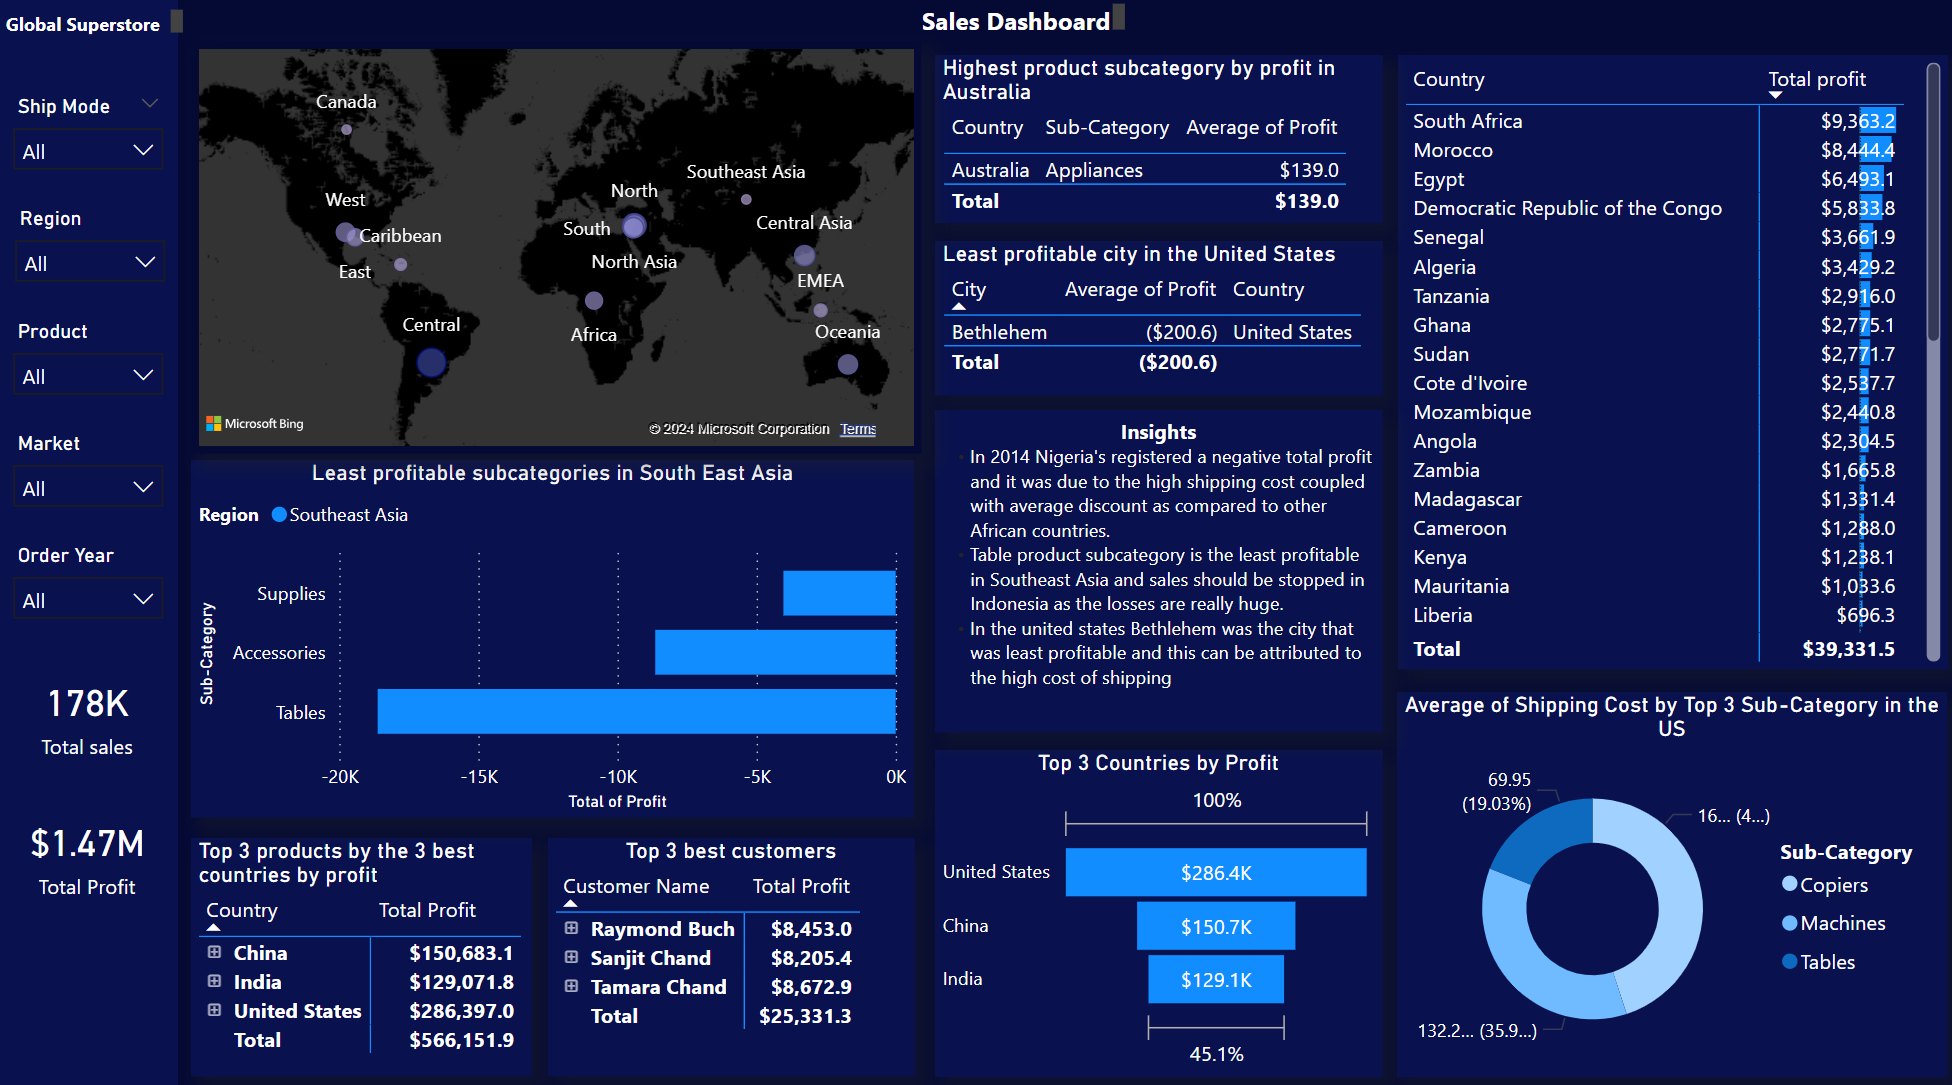 Global Superstore
Sales Dashboard
Ship Mode
All
Region
All
Product
All
Market
All
Order Year
All
178K
Total sales
$1.47M
Total Profit
Canada
West
Caribbean
East
Central
North
South
North Asia
Africa
Southeast Asia
Central Asia
EMEA
Oceania
Microsoft Bing
© 2024 Microsoft Corporation Terms
Least profitable subcategories in South East Asia
Region Southeast Asia
Sub-Category
Supplies
Accessories
Tables
-20K -15K -10K -5K 0K
Total of Profit
Top 3 products by the 3 best
countries by profit
Country Total Profit
China $150,683.1
India $129,071.8
United States $286,397.0
Total $566,151.9
Top 3 best customers
Customer Name Total Profit
Raymond Buch $8,453.0
Sanjit Chand $8,205.4
Tamara Chand $8,672.9
Total $25,331.3
Highest product subcategory by profit in
Australia
Country Sub-Category Average of Profit
Australia Appliances $139.0
Total $139.0
Least profitable city in the United States
City Average of Profit Country
Bethlehem ($200.6) United States
Total ($200.6)
Insights
In 2014 Nigeria's registered a negative total profit
and it was due to the high shipping cost coupled
with average discount as compared to other
African countries.
Table product subcategory is the least profitable
in Southeast Asia and sales should be stopped in
Indonesia as the losses are really huge.
In the united states Bethlehem was the city that
was least profitable and this can be attributed to
the high cost of shipping
Top 3 Countries by Profit
100%
United States $286.4K
China $150.7K
India $129.1K
45.1%
Country Total profit
South Africa $9,363.2
Morocco $8,444.4
Egypt $6,493.1
Democratic Republic of the Congo $5,833.8
Senegal $3,661.9
Algeria $3,429.2
Tanzania $2,916.0
Ghana $2,775.1
Sudan $2,771.7
Cote d'Ivoire $2,537.7
Mozambique $2,440.8
Angola $2,304.5
Zambia $1,665.8
Madagascar $1,331.4
Cameroon $1,288.0
Kenya $1,238.1
Mauritania $1,033.6
Liberia $696.3
Total $39,331.5
Average of Shipping Cost by Top 3 Sub-Category in the
US
69.95
(19.03%)
16... (4...)
132.2... (35.9...)
Sub-Category
Copiers
Machines
Tables